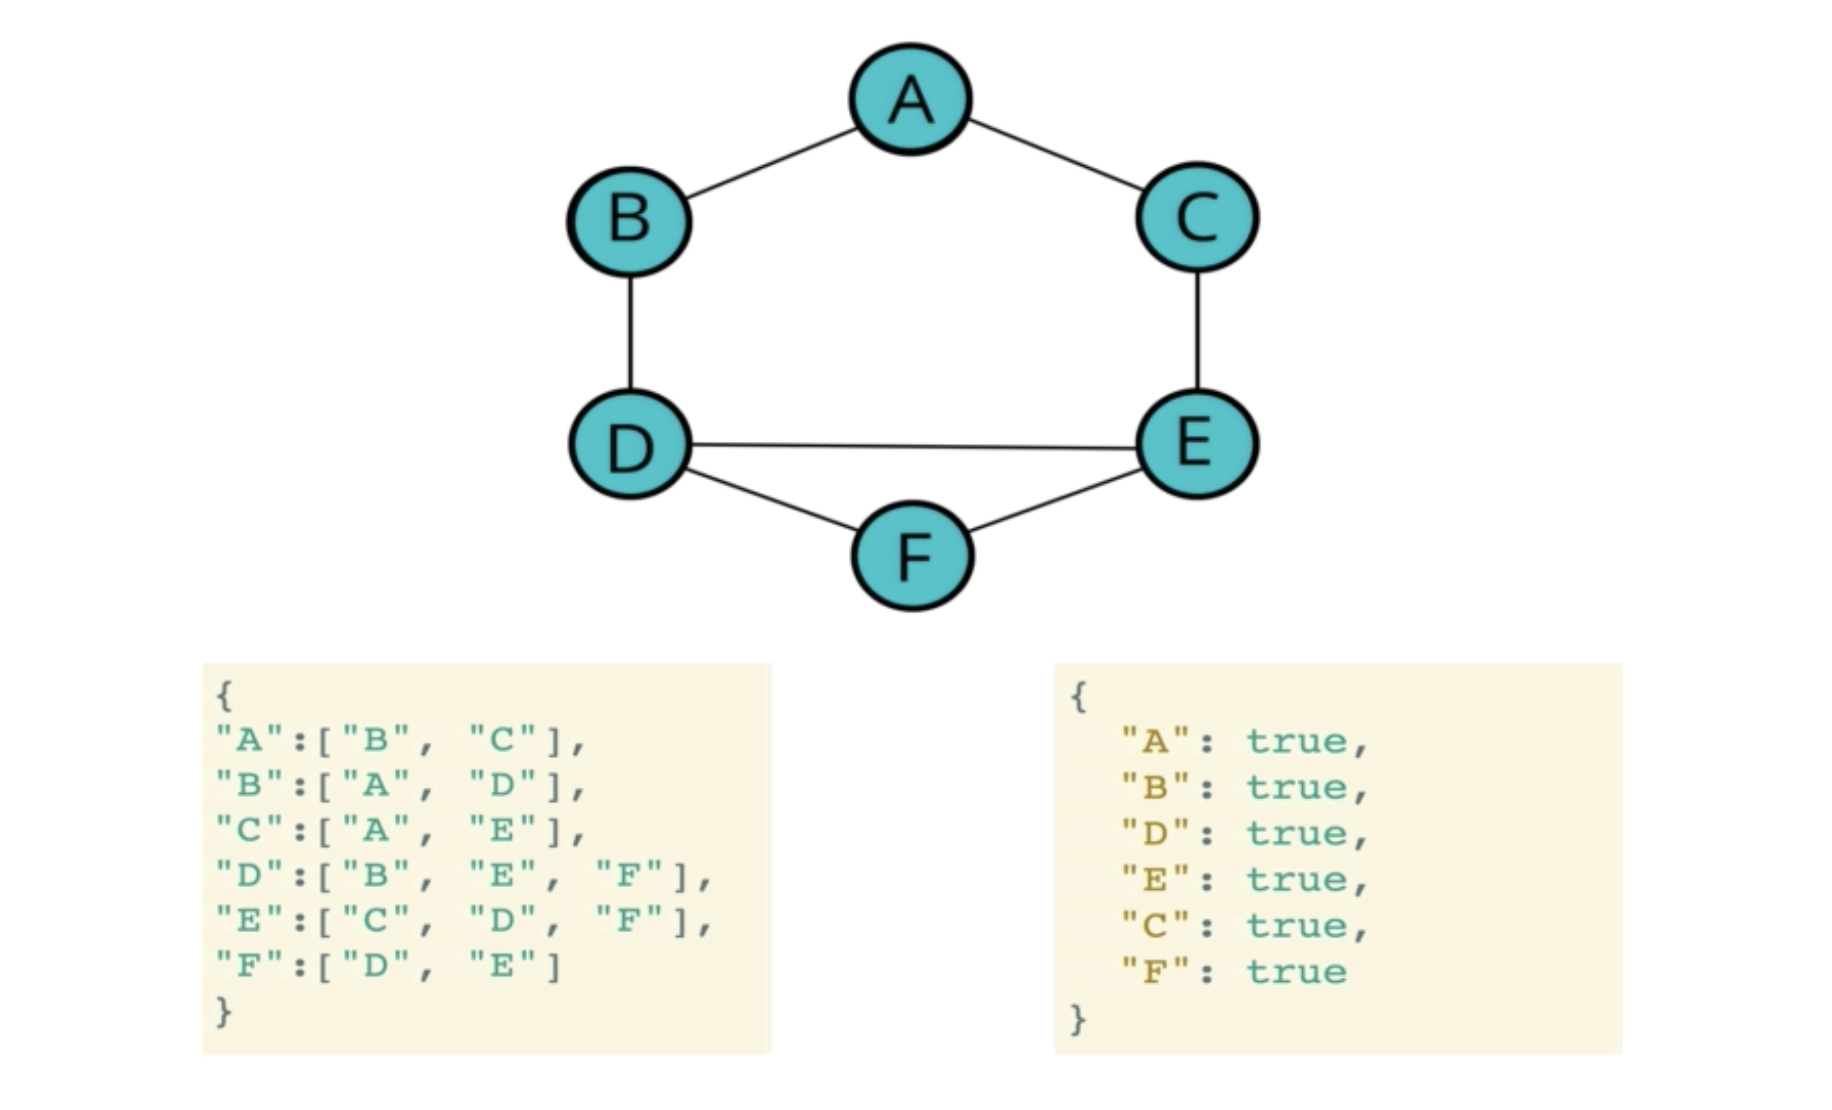 A
B
C
D
E
F
{
"A":["B", "C"],
"B":["A", "D"],
"C":["A", "E"],
"D":["B", "E", "F"],
"E":["C", "D", "F"],
"F":["D", "E"]
}
{
"A": true,
"B": true,
"D": true,
"E": true,
"C": true,
"F": true
}